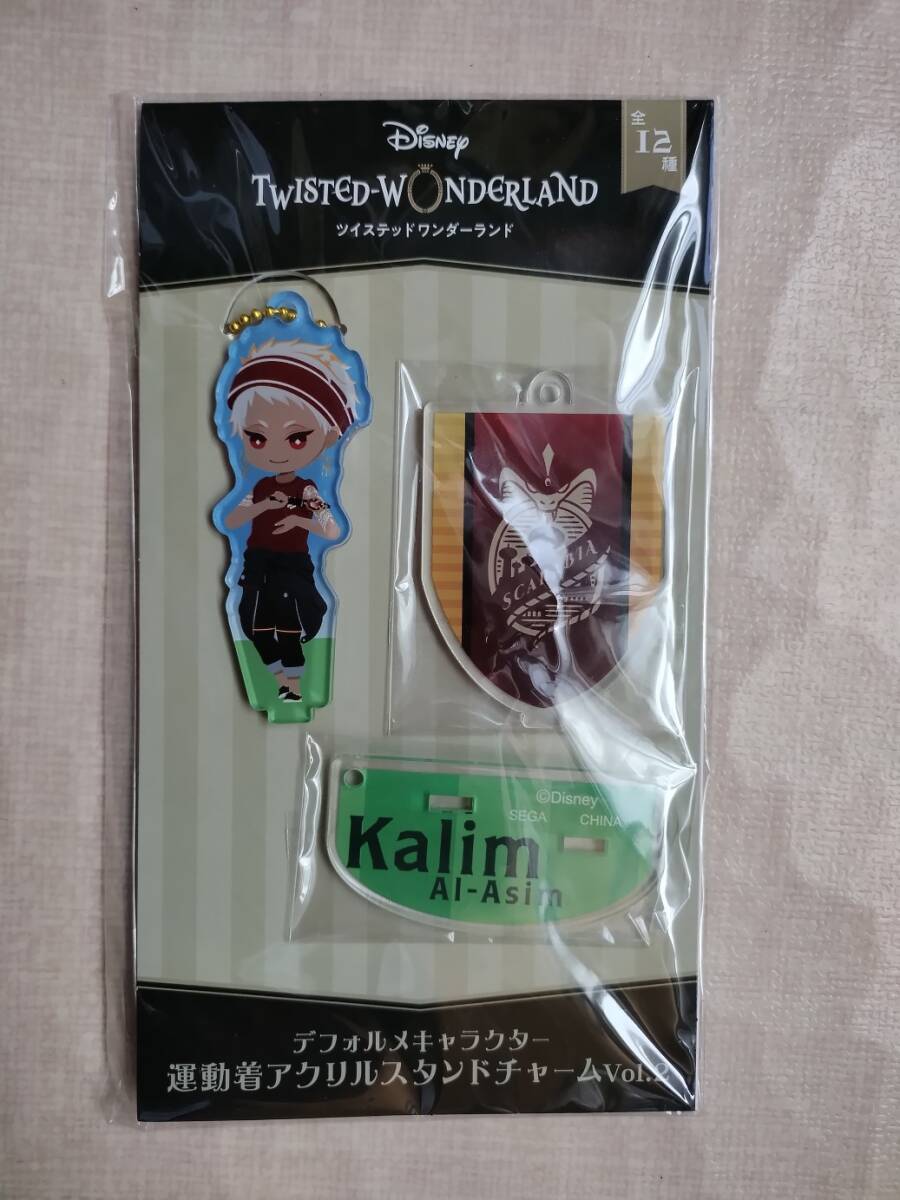 全
12
種
Disney
TWISTED-WONDERLAND
ツイステッドワンダーランド
SCARABIA
©Disney
SEGA CHINA
Kalim
Al-Asim
デフォルメキャラクター
運動着アクリルスタンドチャームVol.2